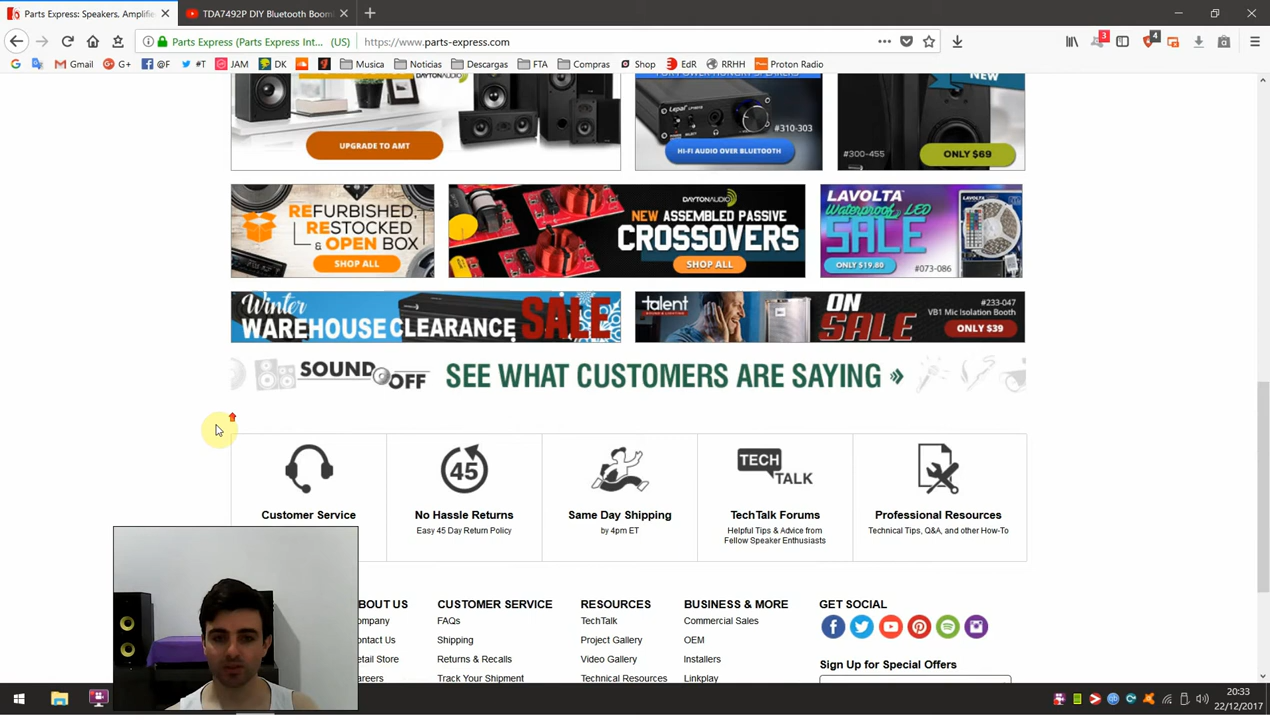 Parts Express: Speakers, Amplifie
TDA7492P DIY Bluetooth Boom
Parts Express (Parts Express Int... (US)
https://www.parts-express.com
3
4
Gmail
G+
@F
#T
JAM
DK
Musica
Noticias
Descargas
FTA
Compras
Shop
EdR
RRHH
Proton Radio
DAYTONAUDIO
UPGRADE TO AMT
Lepai
#310-303
HI-FI AUDIO OVER BLUETOOTH
NEW
#300-455
ONLY $69
REFURBISHED,
RESTOCKED
& OPEN BOX
SHOP ALL
DAYTONAUDIO
NEW ASSEMBLED PASSIVE
CROSSOVERS
SHOP ALL
LAVOLTA
Waterproof LED
SALE
ONLY $19.80
#073-086
Winter
WAREHOUSE CLEARANCE SALE
talent
ON
SALE
#233-047
VB1 Mic Isolation Booth
ONLY $39
SOUND OFF
SEE WHAT CUSTOMERS ARE SAYING »
45
TECH
TALK
Customer Service
No Hassle Returns
Easy 45 Day Return Policy
Same Day Shipping
by 4pm ET
TechTalk Forums
Helpful Tips & Advice from
Fellow Speaker Enthusiasts
Professional Resources
Technical Tips, Q&A, and other How-To
BOUT US
ompany
ontact Us
etail Store
areers
CUSTOMER SERVICE
FAQs
Shipping
Returns & Recalls
Track Your Shipment
RESOURCES
TechTalk
Project Gallery
Video Gallery
Technical Resources
BUSINESS & MORE
Commercial Sales
OEM
Installers
Linkplay
GET SOCIAL
Sign Up for Special Offers
20:33
22/12/2017